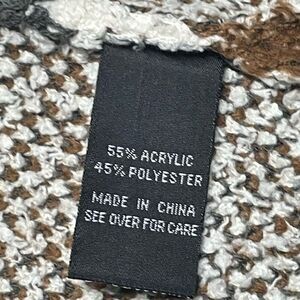 55% ACRYLIC
45% POLYESTER
MADE IN CHINA
SEE OVER FOR CARE